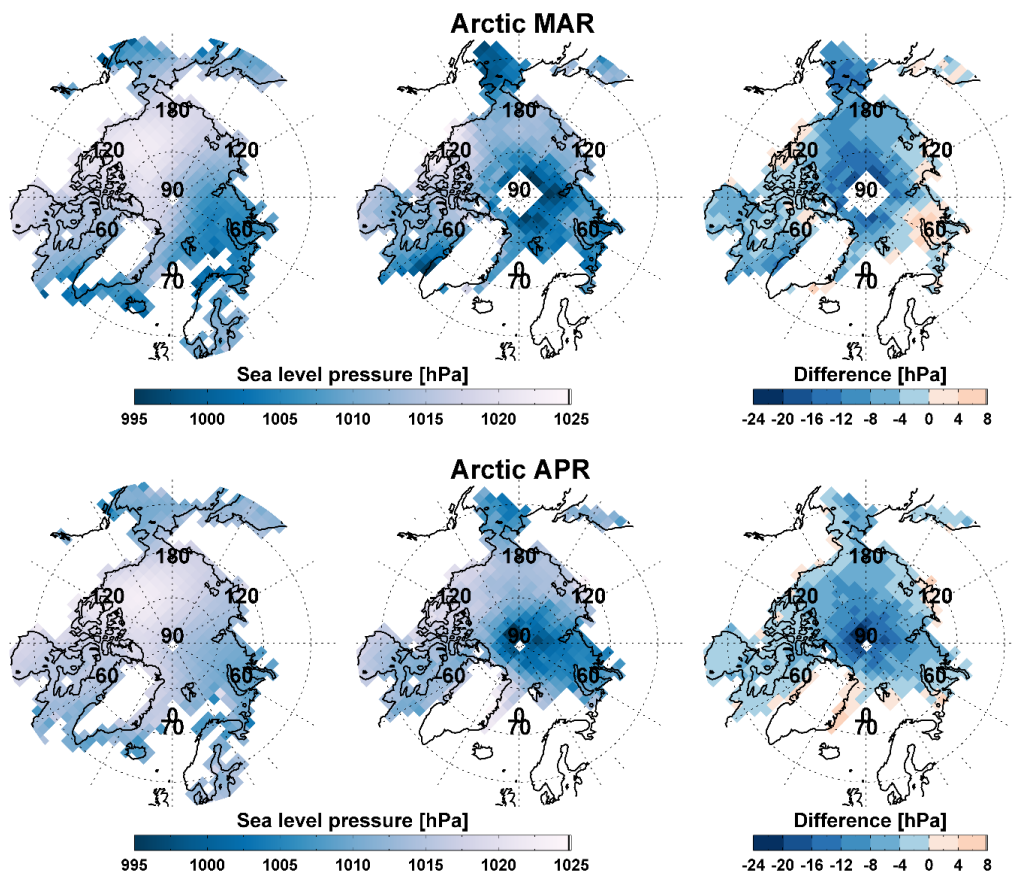 Arctic MAR
180 180 180
120 120 120 120 -120 120
90 90 90
60 60 60 60 60 60
0 0 0
70 70 70
Sea level pressure [hPa] Difference [hPa]
995 1000 1005 1010 1015 1020 1025 -24 -20 -16 -12 -8 -4 0 4 8
Arctic APR
180 180 180
120 120 120 120 120 120
90 90 90
60 60 60 60 60 60
0 0 0
70 70 70
Sea level pressure [hPa] Difference [hPa]
995 1000 1005 1010 1015 1020 1025 -24 -20 -16 -12 -8 -4 0 4 8